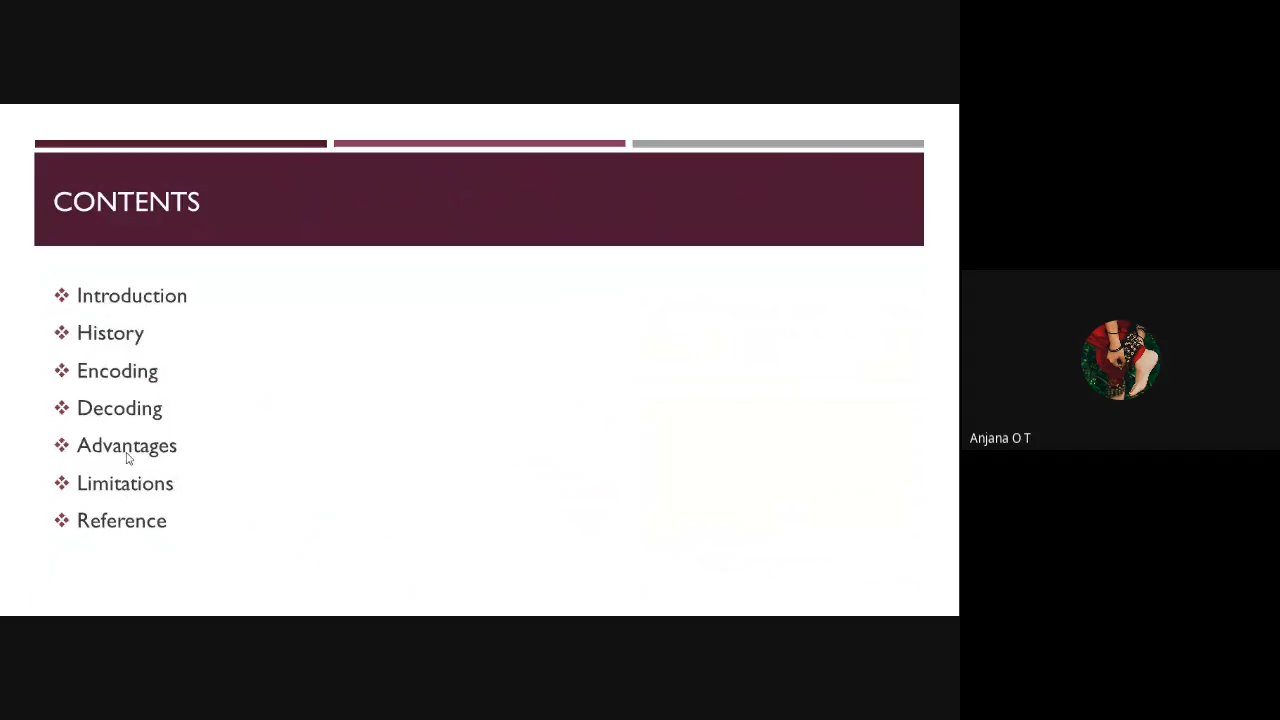 CONTENTS
Introduction
History
Encoding
Decoding
Advantages
Limitations
Reference
Anjana O T